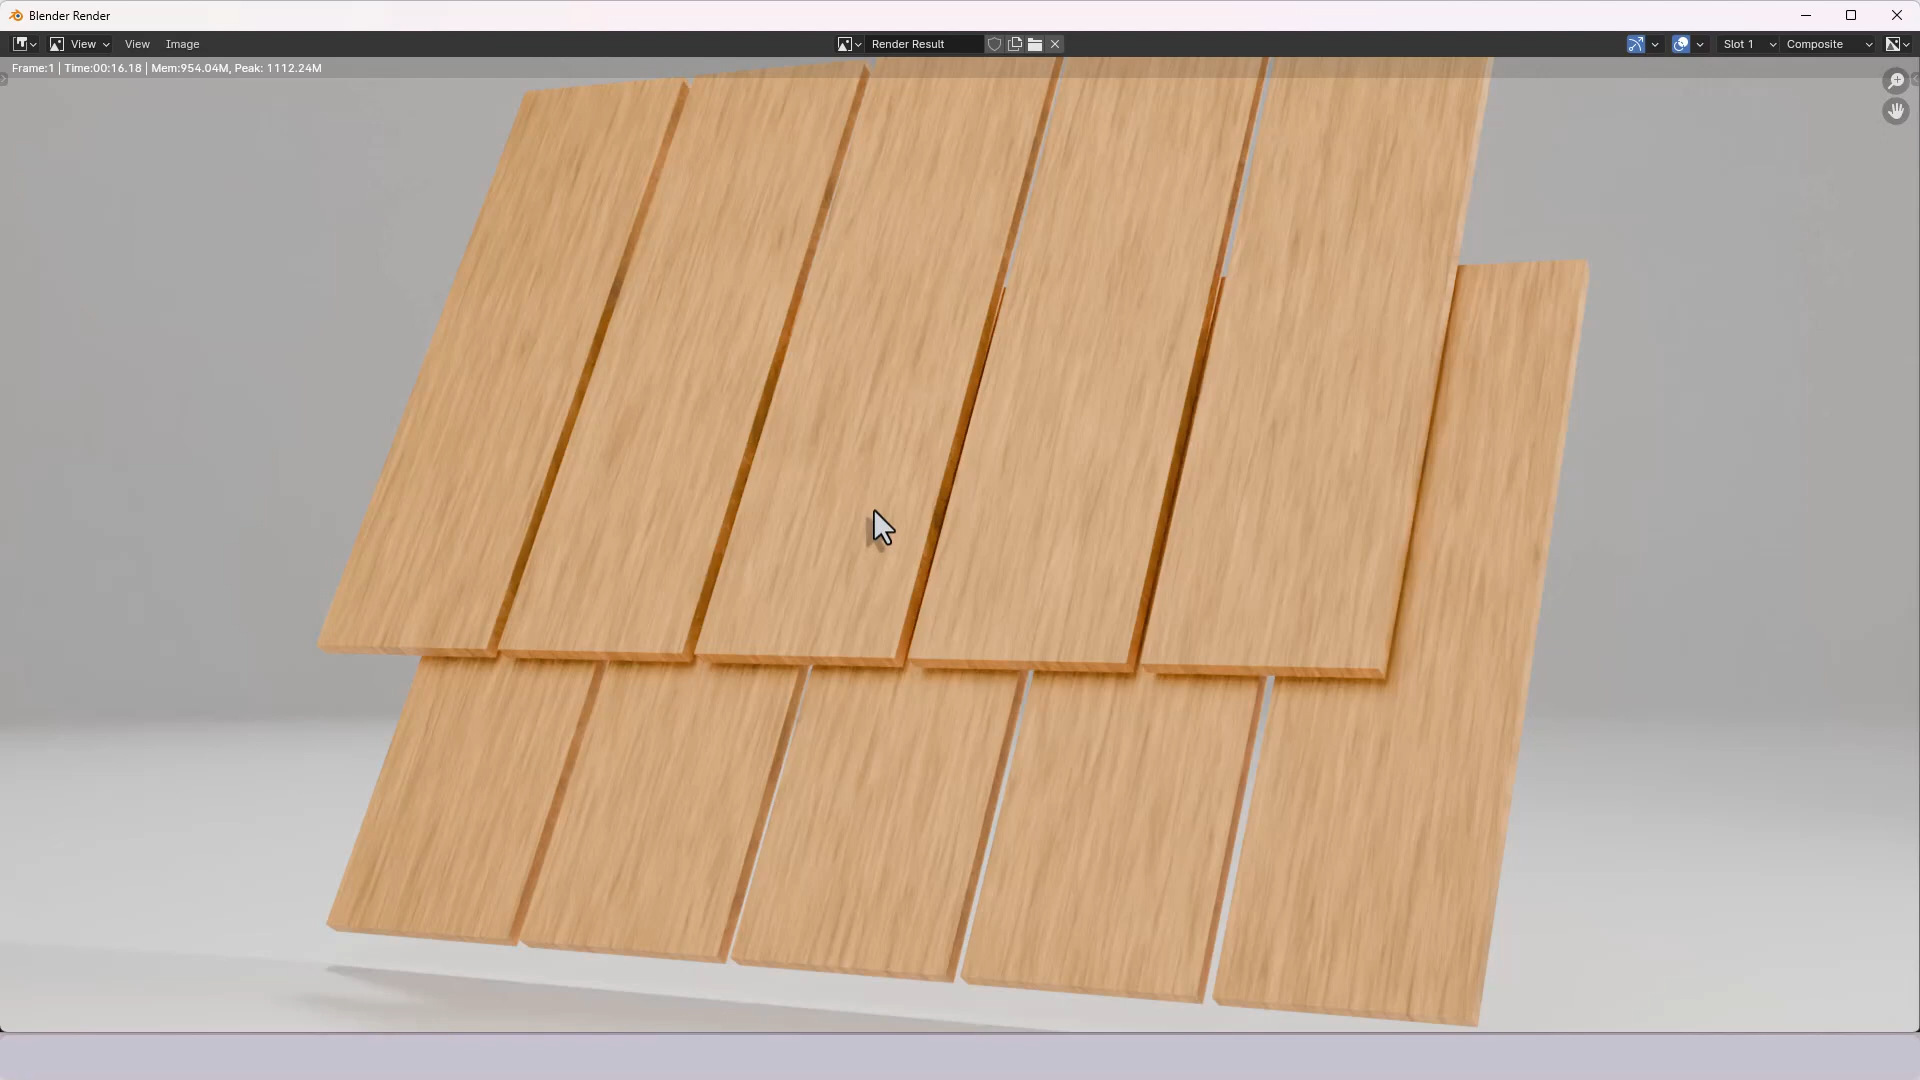 Blender Render
View View Image Render Result Slot 1 Composite
Frame:1 | Time:00:16.18 | Mem:954.04M, Peak: 1112.24M